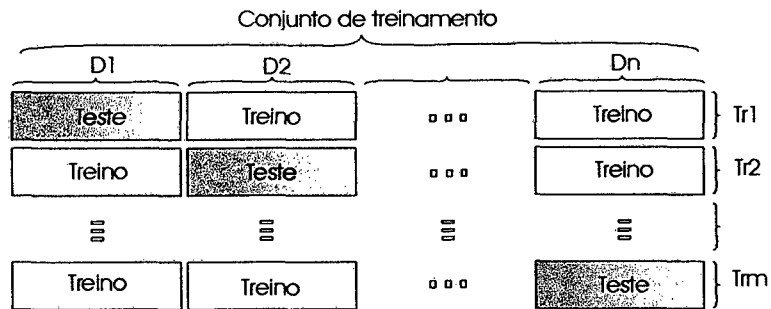 Conjunto de treinamento
D1 D2 Dn
Teste Treino Treino Tr1
Treino Teste Treino Tr2
Treino Treino Teste Trm